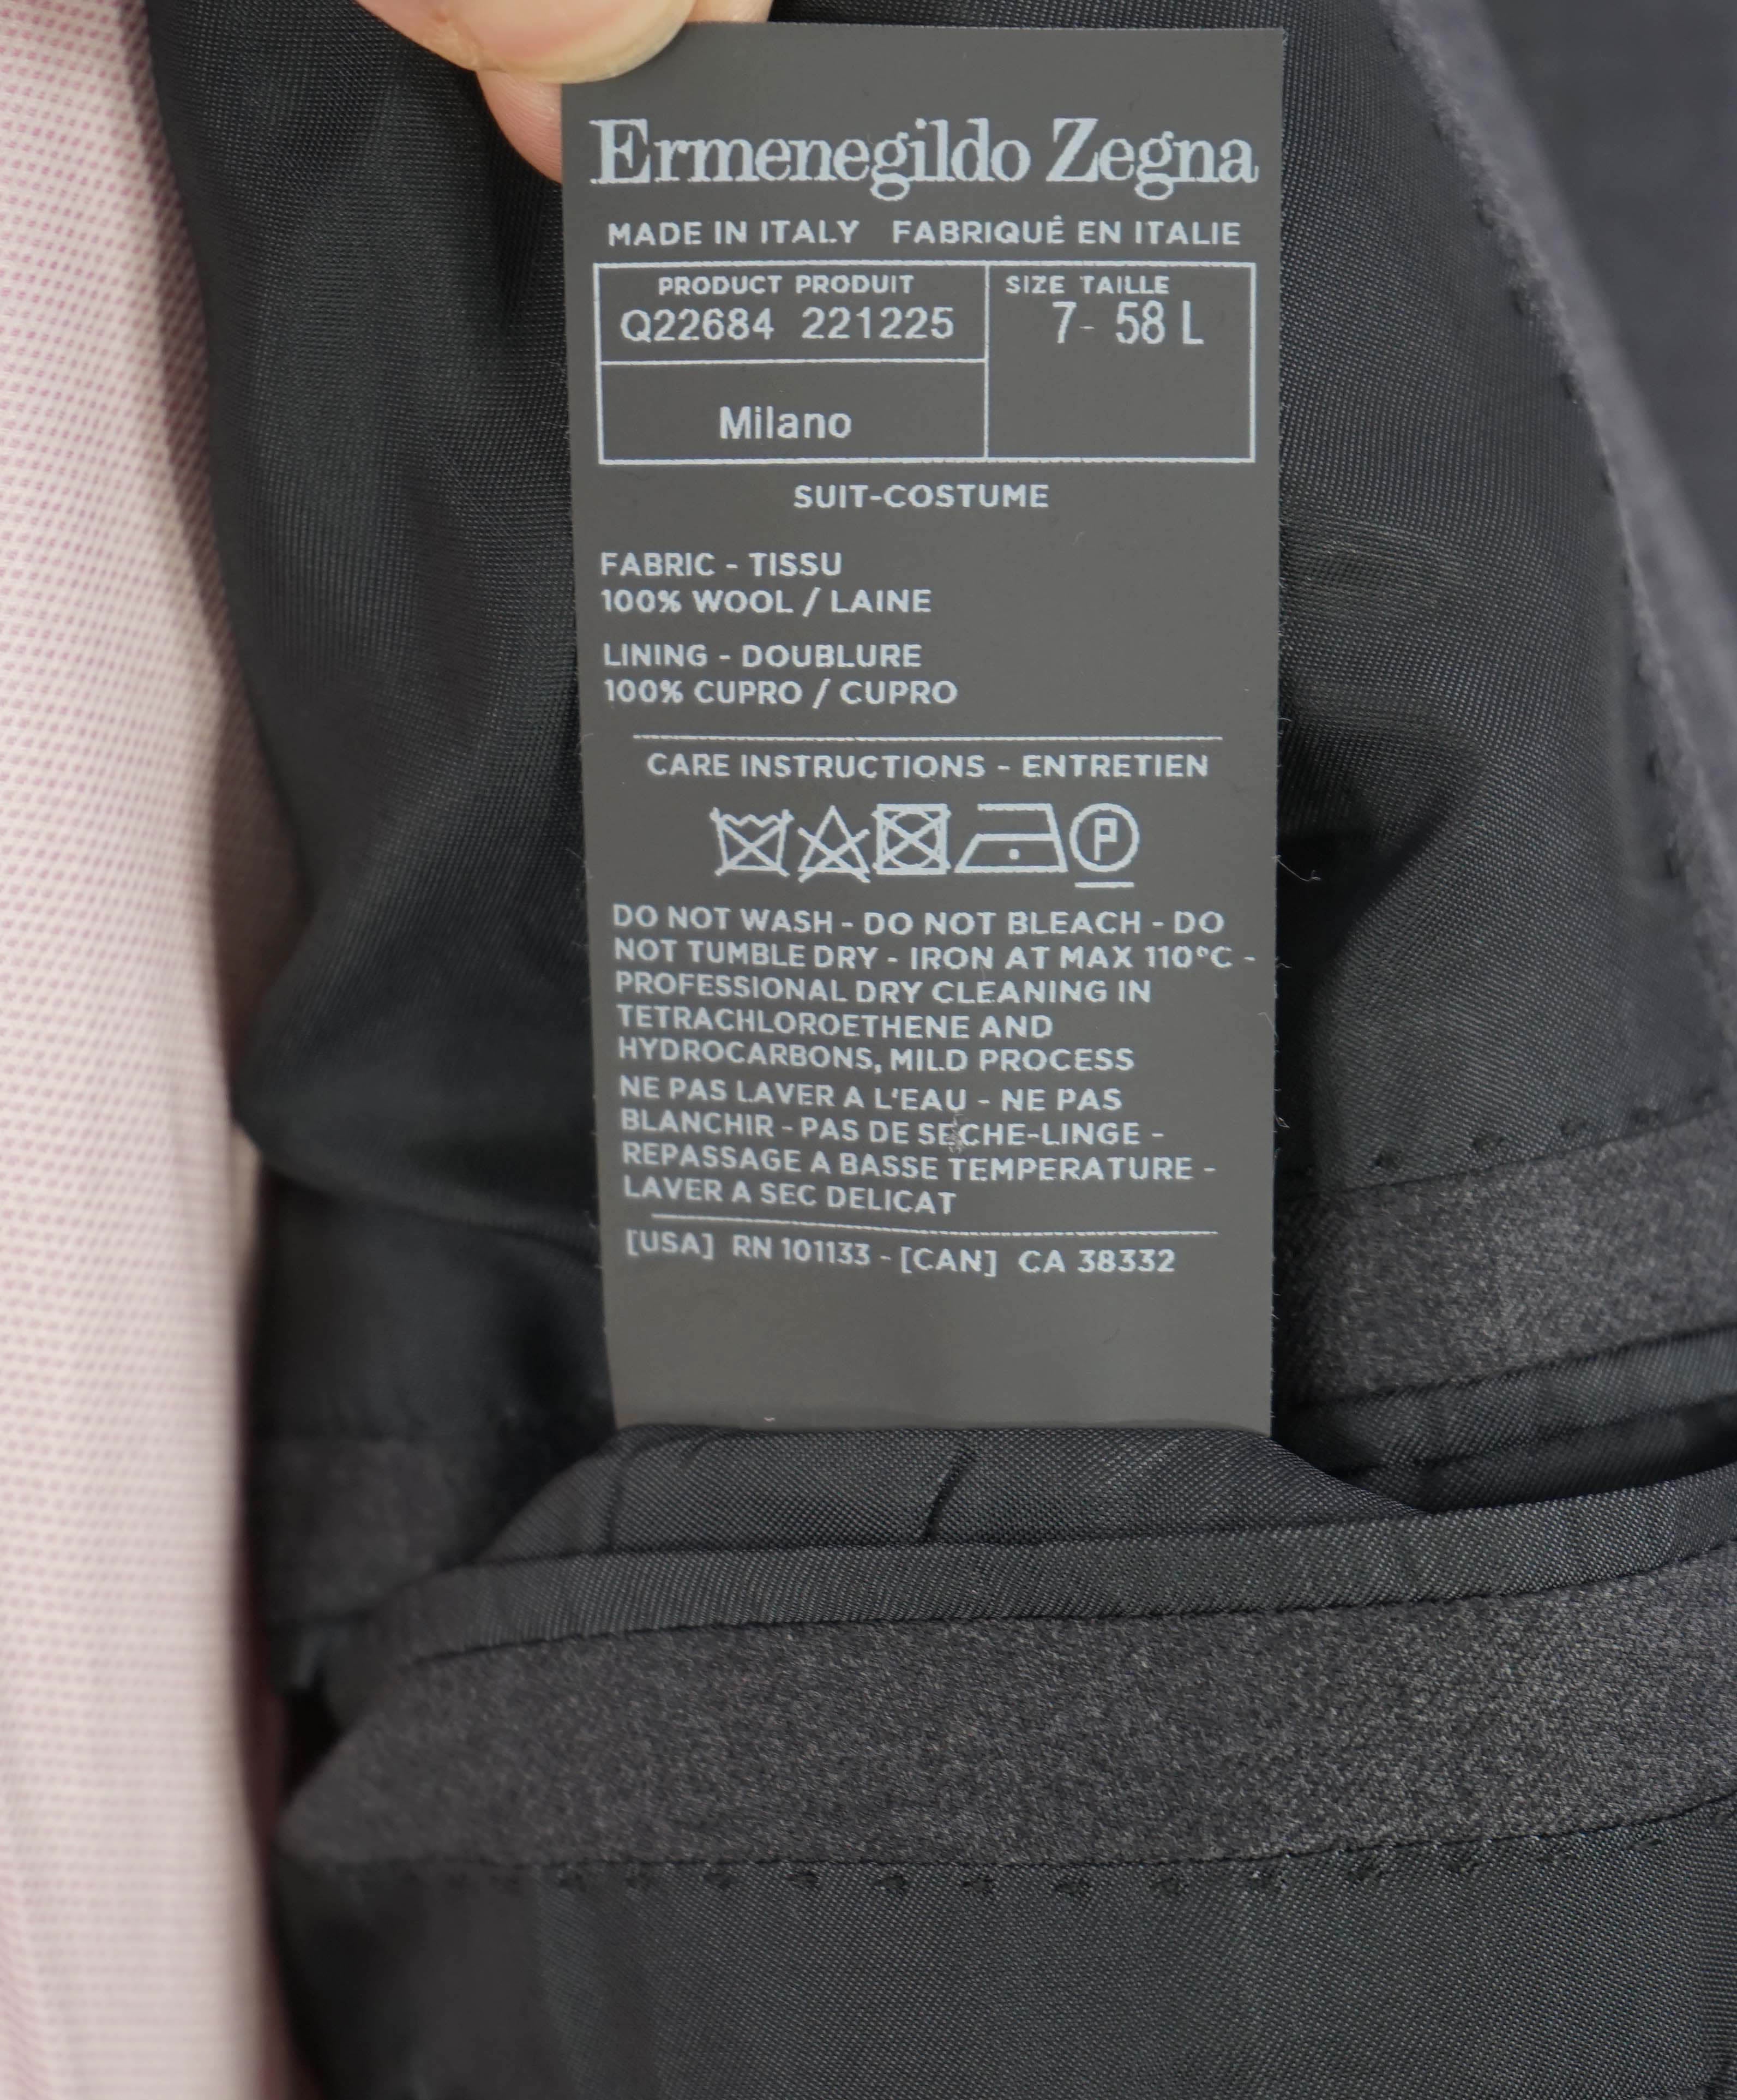 Ermenegildo Zegna
MADE IN ITALY FABRIQUÉ EN ITALIE
PRODUCT PRODUIT
Q22684 221225
SIZE TAILLE
7- 58 L
Milano
SUIT-COSTUME
FABRIC - TISSU
100% WOOL / LAINE
LINING - DOUBLURE
100% CUPRO / CUPRO
CARE INSTRUCTIONS - ENTRETIEN
P
DO NOT WASH - DO NOT BLEACH - DO
NOT TUMBLE DRY - IRON AT MAX 110°C -
PROFESSIONAL DRY CLEANING IN
TETRACHLOROETHENE AND
HYDROCARBONS, MILD PROCESS
NE PAS LAVER A L'EAU - NE PAS
BLANCHIR - PAS DE SECHE-LINGE -
REPASSAGE A BASSE TEMPERATURE -
LAVER A SEC DELICAT
[USA] RN 101133 - [CAN] CA 38332